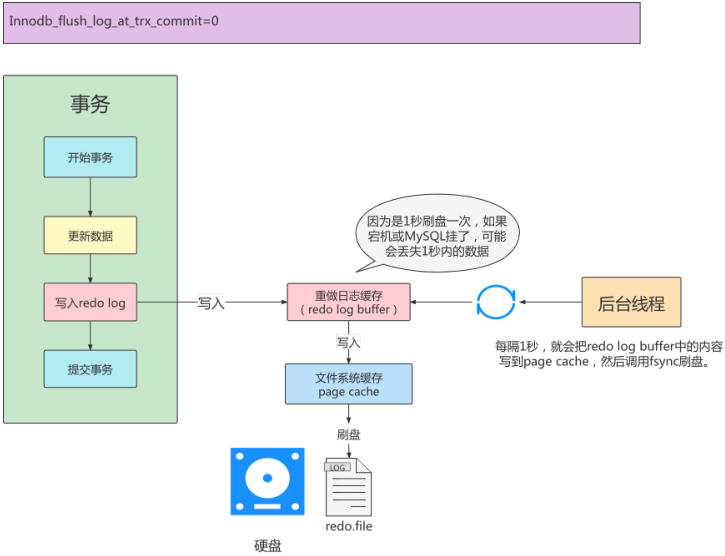 Innodb_flush_log_at_trx_commit=0
事务
开始事务
更新数据
写入redo log
提交事务
写入
因为是1秒刷盘一次，如果
宕机或MySQL挂了，可能
会丢失1秒内的数据
重做日志缓存
（redo log buffer）
写入
文件系统缓存
page cache
刷盘
LOG
redo.file
硬盘
后台线程
每隔1秒，就会把redo log buffer中的内容
写到page cache，然后调用fsync刷盘。